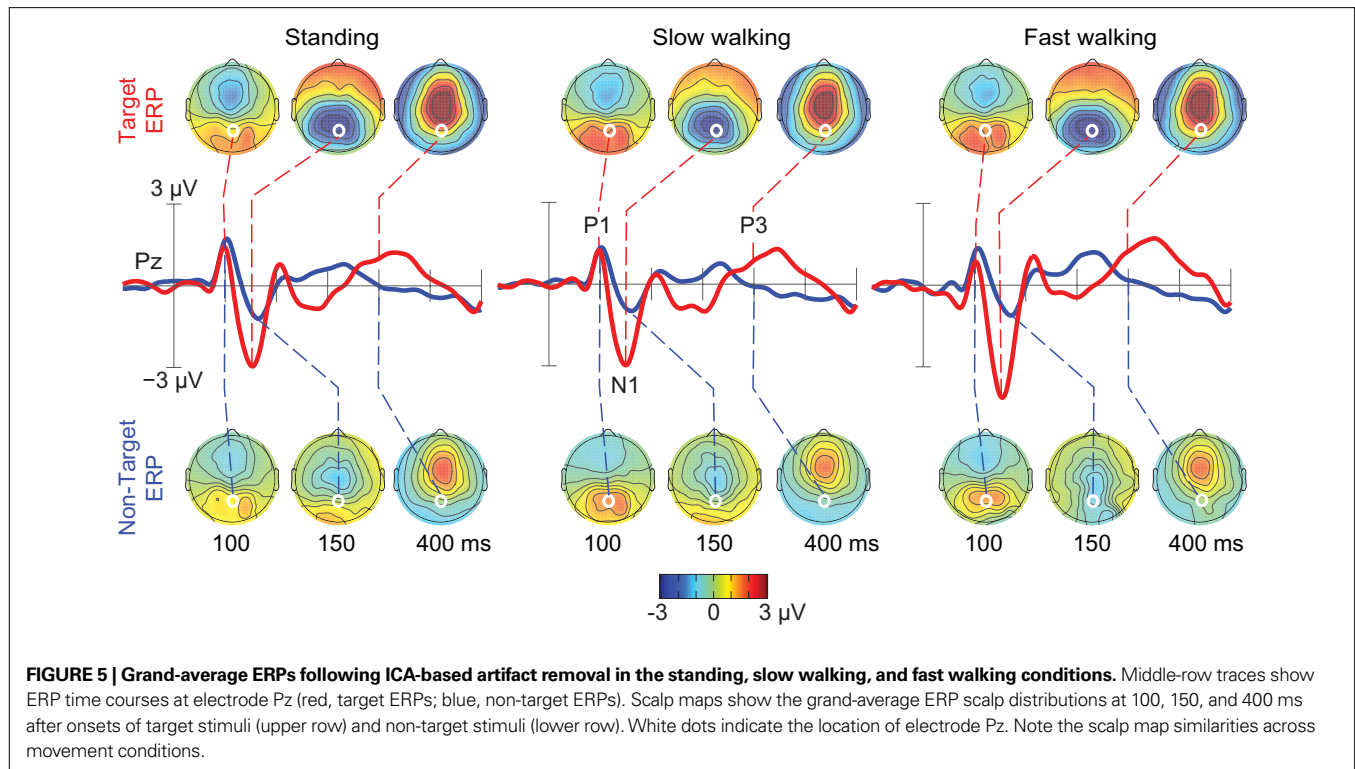 Standing
Slow walking
Fast walking
Target
ERP
3 µV
Pz
−3 µV
P1
N1
P3
Non-Target
ERP
100 150 400 ms
100 150 400 ms
100 150 400 ms
-3 0 3 µV
FIGURE 5 | Grand-average ERPs following ICA-based artifact removal in the standing, slow walking, and fast walking conditions. Middle-row traces show
ERP time courses at electrode Pz (red, target ERPs; blue, non-target ERPs). Scalp maps show the grand-average ERP scalp distributions at 100, 150, and 400 ms
after onsets of target stimuli (upper row) and non-target stimuli (lower row). White dots indicate the location of electrode Pz. Note the scalp map similarities across
movement conditions.